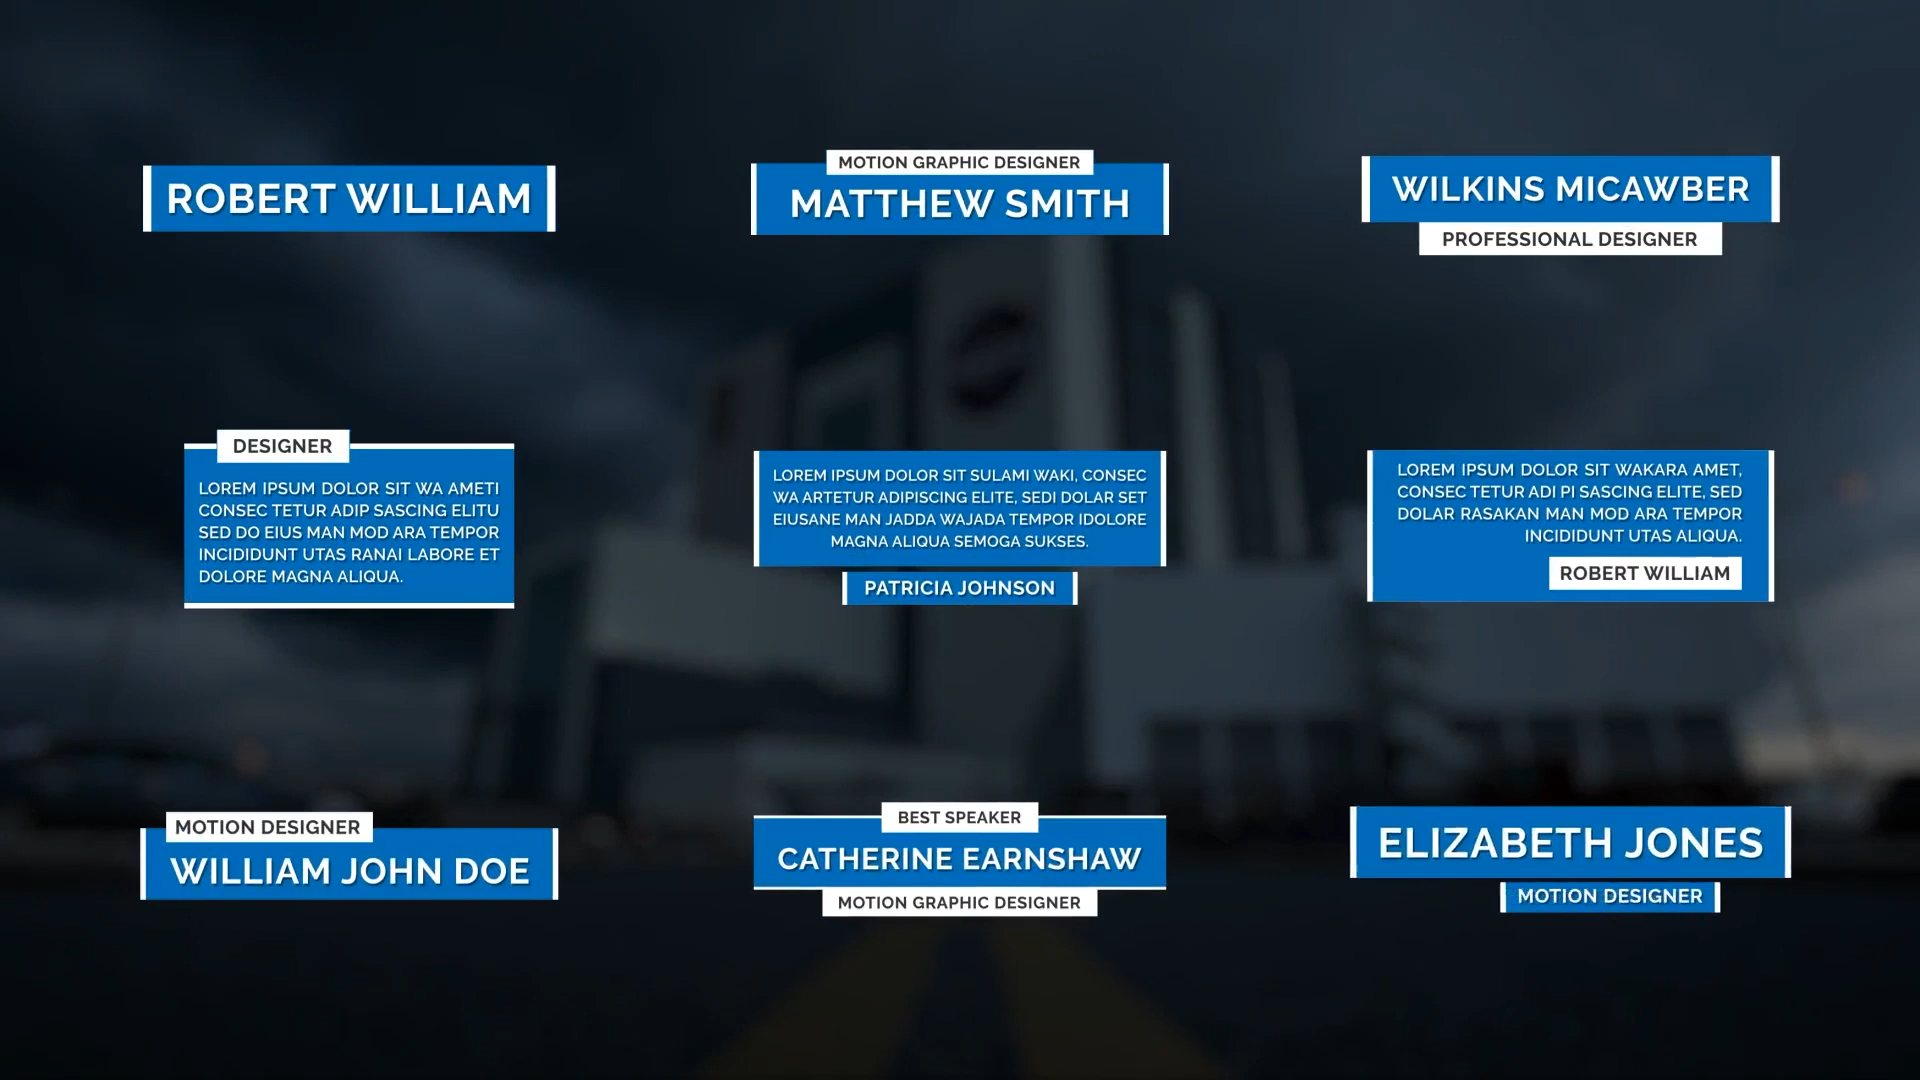 ROBERT WILLIAM
MOTION GRAPHIC DESIGNER
MATTHEW SMITH
WILKINS MICAWBER
PROFESSIONAL DESIGNER
DESIGNER
LOREM IPSUM DOLOR SIT WA AMETI
CONSEC TETUR ADIP SASCING ELITU
SED DO EIUS MAN MOD ARA TEMPOR
INCIDIDUNT UTAS RANAI LABORE ET
DOLORE MAGNA ALIQUA.
LOREM IPSUM DOLOR SIT SULAMI WAKI, CONSEC
WA ARTETUR ADIPISCING ELITE, SEDI DOLAR SET
EIUSANE MAN JADDA WAJADA TEMPOR IDOLORE
MAGNA ALIQUA SEMOGA SUKSES.
PATRICIA JOHNSON
LOREM IPSUM DOLOR SIT WAKARA AMET,
CONSEC TETUR ADI PI SASCING ELITE, SED
DOLAR RASAKAN MAN MOD ARA TEMPOR
INCIDIDUNT UTAS ALIQUA.
ROBERT WILLIAM
MOTION DESIGNER
WILLIAM JOHN DOE
BEST SPEAKER
CATHERINE EARNSHAW
MOTION GRAPHIC DESIGNER
ELIZABETH JONES
MOTION DESIGNER